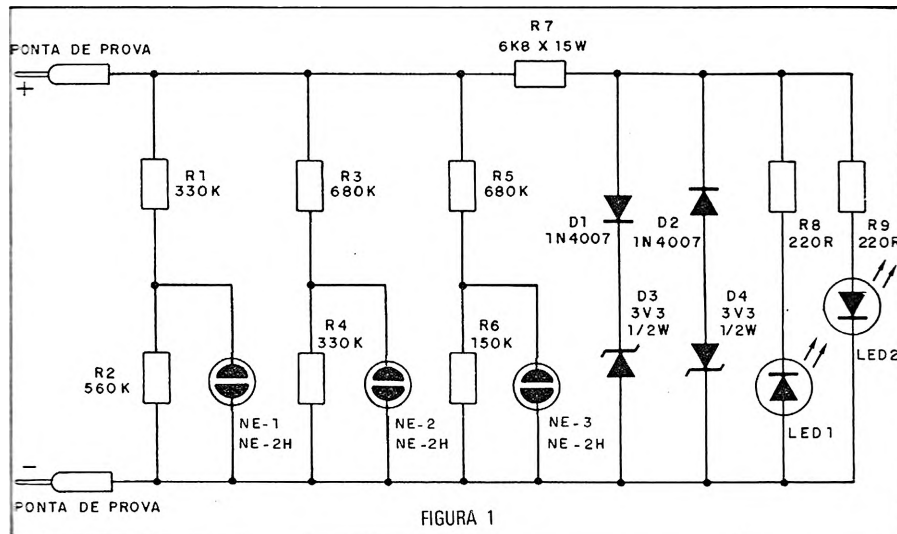 R7
6K8 X 15W
PONTA DE PROVA
+
R1
330K
R3
680K
R5
680K
D1
1N4007
D2
1N4007
R8
220R
R9
220R
R2
560K
R4
330K
R6
150K
D3
3V3
1/2W
D4
3V3
1/2W
LED2
NE-1
NE-2H
NE-2
NE-2H
NE-3
NE-2H
LED1
-
PONTA DE PROVA
FIGURA 1